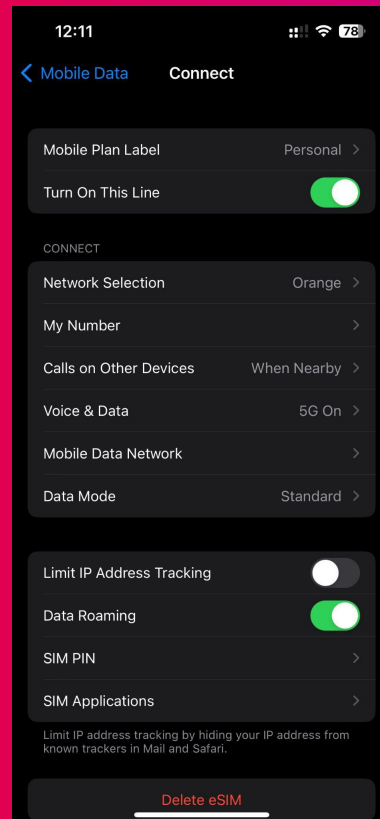 12:11
78
Mobile Data
Connect
Mobile Plan Label Personal
Turn On This Line
CONNECT
Network Selection Orange
My Number
Calls on Other Devices When Nearby
Voice & Data 5G On
Mobile Data Network
Data Mode Standard
Limit IP Address Tracking
Data Roaming
SIM PIN
SIM Applications
Limit IP address tracking by hiding your IP address from
known trackers in Mail and Safari.
Delete eSIM